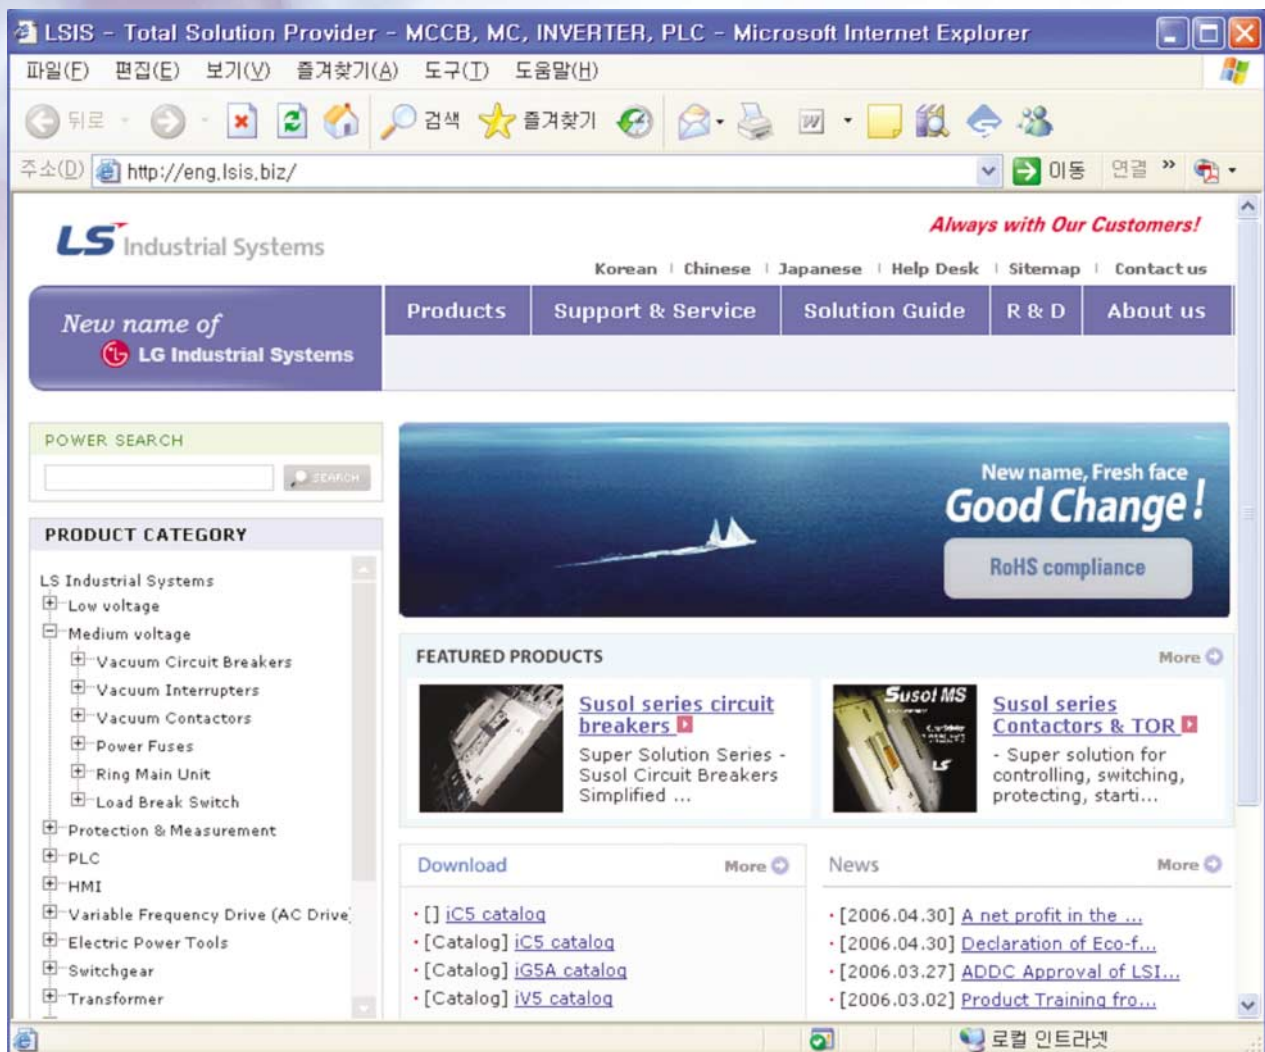 LSIS - Total Solution Provider - MCCB, MC, INVERTER, PLC - Microsoft Internet Explorer
파일(F) 편집(E) 보기(V) 즐겨찾기(A) 도구(T) 도움말(H)
뒤로 검색 즐겨찾기
주소(D) http://eng.lsis.biz/ 이동 연결 »
LS Industrial Systems
Always with Our Customers!
Korean | Chinese | Japanese | Help Desk | Sitemap | Contact us
New name of
LG Industrial Systems
Products Support & Service Solution Guide R & D About us
POWER SEARCH
SEARCH
PRODUCT CATEGORY
LS Industrial Systems
Low voltage
Medium voltage
Vacuum Circuit Breakers
Vacuum Interrupters
Vacuum Contactors
Power Fuses
Ring Main Unit
Load Break Switch
Protection & Measurement
PLC
HMI
Variable Frequency Drive (AC Drive)
Electric Power Tools
Switchgear
Transformer
New name, Fresh face
Good Change!
RoHS compliance
FEATURED PRODUCTS More
Susol series circuit
breakers
Super Solution Series -
Susol Circuit Breakers
Simplified ...
Susol MS
LS
Susol series
Contactors & TOR
- Super solution for
controlling, switching,
protecting, starti...
Download More
· [] iC5 catalog
· [Catalog] iC5 catalog
· [Catalog] iG5A catalog
· [Catalog] iV5 catalog
News More
· [2006.04.30] A net profit in the ...
· [2006.04.30] Declaration of Eco-f...
· [2006.03.27] ADDC Approval of LSI...
· [2006.03.02] Product Training fro...
로컬 인트라넷